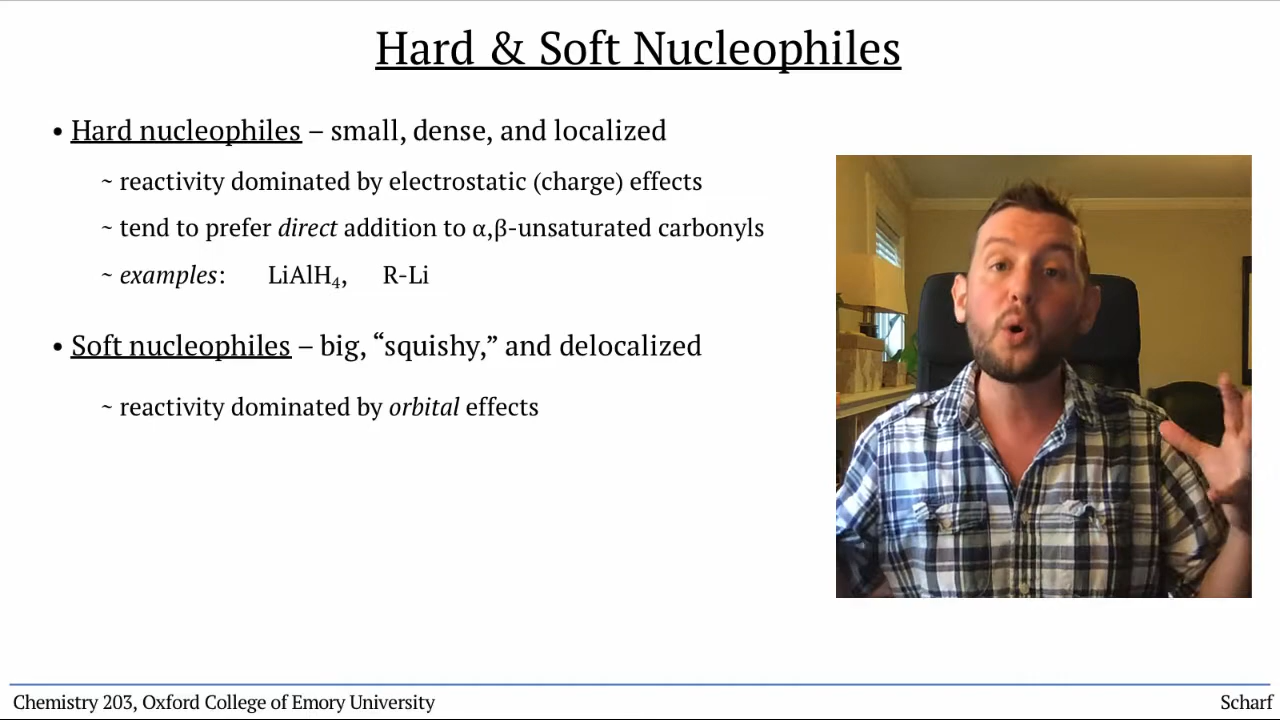 Hard & Soft Nucleophiles
• Hard nucleophiles – small, dense, and localized
~ reactivity dominated by electrostatic (charge) effects
~ tend to prefer direct addition to α,β-unsaturated carbonyls
~ examples: LiAlH₄, R-Li
• Soft nucleophiles – big, “squishy,” and delocalized
~ reactivity dominated by orbital effects
Chemistry 203, Oxford College of Emory University
Scharf